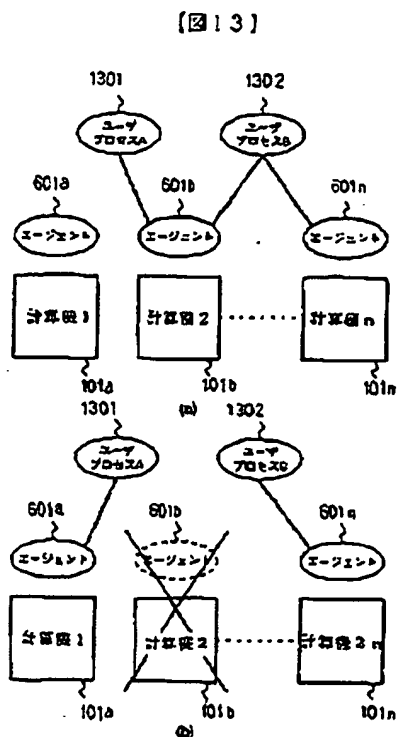 【図13】
1301 1302
ユーザ ユーザ
プロセスA プロセスB
601a 601b 601n
エージェント エージェント エージェント
計算機1 計算機2 計算機n
101a 101b 101n
(a)
1301 1302
ユーザ ユーザ
プロセスA プロセスB
601a 601b 601n
エージェント エージェント エージェント
計算機1 計算機2 計算機2n
101a 101b 101n
(b)